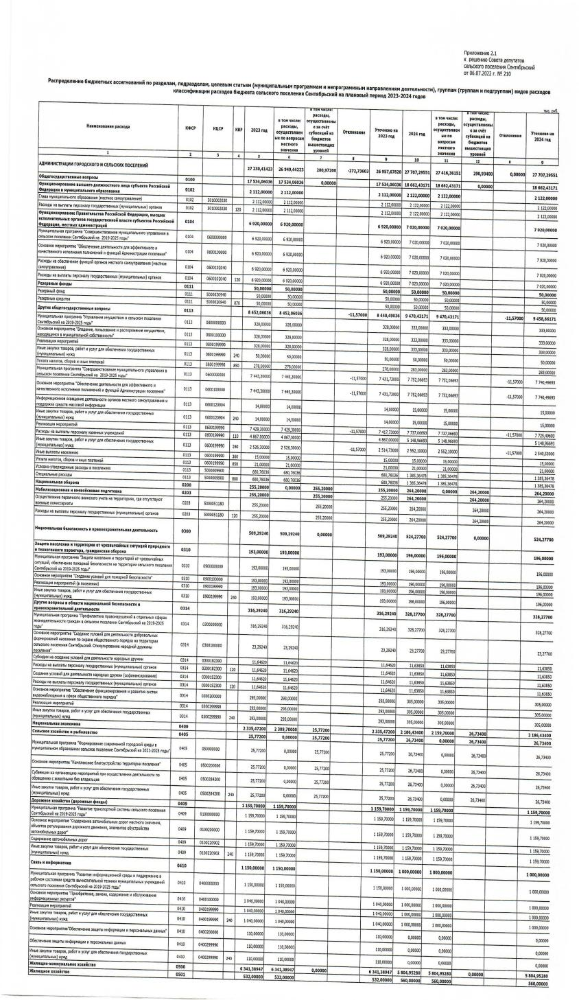 Приложение 2.1
к решению Совета депутатов
сельского поселения Сентябрьский
от 06.07.2022 г. № 210
Распределение бюджетных ассигнований по разделам, подразделам, целевым статьям (муниципальным программам и непрограммным направлениям деятельности), группам (группам и подгруппам) видов расходов
классификации расходов бюджета сельского поселения Сентябрьский на плановый период 2023-2024 годов
тыс. руб.
Наименования расхода КФСР КЦСР КВР 2023 год в том числе: расходы, осуществляемые по вопросам местного значения в том числе: расходы, осуществляемые за счёт субвенций из бюджетов вышестоящих уровней Отклонение Уточнено на 2023 год 2024 год в том числе: расходы, осуществляемые по вопросам местного значения в том числе: расходы, осуществляемые за счёт субвенций из бюджетов вышестоящих уровней Отклонение Уточнено на 2024 год
1 2 3 4 5 6 7 8 9 10 11 12 8 9
АДМИНИСТРАЦИИ ГОРОДСКОГО И СЕЛЬСКИХ ПОСЕЛЕНИЙ 27 230,41423 26 949,44223 280,97200 -272,73603 26 957,67820 27 707,29551 27 416,36151 290,93400 0,00000 27 707,29551
Общегосударственные вопросы 0100 17 534,06036 17 534,06036 0,00000 17 534,06036 18 662,43171 18 662,43171 0,00000 18 662,43171
Функционирование высшего должностного лица субъекта Российской
Федерации и муниципального образования 0102 2 112,00000 2 112,00000 2 112,00000 2 122,00000 2 122,00000 2 122,00000
Глава муниципального образования (местное самоуправление) 0102 5010002030 2 112,00000 2 112,00000 2 112,00000 2 122,00000 2 122,00000 2 122,00000
Расходы на выплаты персоналу государственных (муниципальных) органов 0102 5010002030 120 2 112,00000 2 112,00000 2 112,00000 2 122,00000 2 122,00000 2 122,00000
Функционирование Правительства Российской Федерации, высших
исполнительных органов государственной власти субъектов Российской
Федерации, местных администраций 0104 6 920,00000 6 920,00000 6 920,00000 7 020,00000 7 020,00000 7 020,00000
Муниципальная программа "Совершенствование муниципального управления в
сельском поселении Сентябрьский на 2019-2025 годы" 0104 0600000000 6 920,00000 6 920,00000 6 920,00000 7 020,00000 7 020,00000 7 020,00000
Основное мероприятие "Обеспечение деятельности для эффективного и
качественного исполнения полномочий и функций Администрации поселения" 0104 0600100000 6 920,00000 6 920,00000 6 920,00000 7 020,00000 7 020,00000 7 020,00000
Расходы на обеспечение функций органов местного самоуправления (местное
самоуправление) 0104 0600102040 6 920,00000 6 920,00000 6 920,00000 7 020,00000 7 020,00000 7 020,00000
Расходы на выплаты персоналу государственных (муниципальных) органов 0104 0600102040 120 6 920,00000 6 920,00000 6 920,00000 7 020,00000 7 020,00000 7 020,00000
Резервные фонды 0111 50,00000 50,00000 50,00000 50,00000 50,00000 50,00000
Резервный фонд 0111 5000020940 50,00000 50,00000 50,00000 50,00000 50,00000 50,00000
Резервные средства 0111 5000020940 870 50,00000 50,00000 50,00000 50,00000 50,00000 50,00000
Другие общегосударственные вопросы 0113 8 452,06036 8 452,06036 -11,57000 8 440,49036 9 470,43171 9 470,43171 -11,57000 9 458,86171
Муниципальная программа "Управление имуществом в сельском поселении
Сентябрьский на 2019-2025 годы" 0113 0800000000 328,00000 328,00000 328,00000 333,00000 333,00000 333,00000
Основное мероприятие "Владение, пользование и распоряжение имуществом,
находящимся в муниципальной собственности" 0113 0800100000 328,00000 328,00000 328,00000 333,00000 333,00000 333,00000
Реализация мероприятий 0113 0800199990 328,00000 328,00000 328,00000 333,00000 333,00000 333,00000
Иные закупки товаров, работ и услуг для обеспечения государственных
(муниципальных) нужд 0113 0800199990 240 50,00000 50,00000 50,00000 50,00000 50,00000 50,00000
Уплата налогов, сборов и иных платежей 0113 0800199990 850 278,00000 278,00000 278,00000 283,00000 283,00000 283,00000
Муниципальная программа "Совершенствование муниципального управления в
сельском поселении Сентябрьский на 2019-2025 годы" 0113 0600000000 7 443,30000 7 443,30000 -11,57000 7 431,73000 7 752,06693 7 752,06693 -11,57000 7 740,49693
Основное мероприятие "Обеспечение деятельности для эффективного и
качественного исполнения полномочий и функций Администрации поселения" 0113 0600100000 7 443,30000 7 443,30000 -11,57000 7 431,73000 7 752,06693 7 752,06693 -11,57000 7 740,49693
Информационное освещение деятельности органов местного самоуправления и
поддержка средств массовой информации 0113 0600120904 14,00000 14,00000 14,00000 15,00000 15,00000 15,00000
Иные закупки товаров, работ и услуг для обеспечения государственных
(муниципальных) нужд 0113 0600120904 240 14,00000 14,00000 14,00000 15,00000 15,00000 15,00000
Реализация мероприятий 0113 0600199990 7 429,30000 7 429,30000 -11,57000 7 417,73000 7 737,06693 7 737,06693 -11,57000 7 725,49693
Расходы на выплаты персоналу казенных учреждений 0113 0600199990 110 4 867,00000 4 867,00000 4 867,00000 5 148,96693 5 148,96693 5 148,96693
Иные закупки товаров, работ и услуг для обеспечения государственных
(муниципальных) нужд 0113 0600199990 240 2 526,30000 2 526,30000 -11,57000 2 514,73000 2 552,10000 2 552,10000 -11,57000 2 540,53000
Иные выплаты населению 0113 0600199990 360 15,00000 15,00000 15,00000 15,00000 15,00000 15,00000
Уплата налогов, сборов и иных платежей 0113 0600199990 850 21,00000 21,00000 21,00000 21,00000 21,00000 21,00000
Условно-утвержденные расходы в поселениях 0113 5000009900 680,76036 680,76036 680,76036 1 385,36478 1 385,36478 1 385,36478
Специальные расходы 0113 5000009900 880 680,76036 680,76036 680,76036 1 385,36478 1 385,36478 1 385,36478
Национальная оборона 0200 255,20000 0,00000 255,20000 255,20000 264,20000 0,00000 264,20000 264,20000
Мобилизационная и вневойсковая подготовка 0203 255,20000 255,20000 255,20000 264,20000 264,20000 264,20000
Осуществление первичного воинского учета на территориях, где отсутствуют
военные комиссариаты 0203 5000051180 255,20000 255,20000 255,20000 264,20000 264,20000 264,20000
Расходы на выплаты персоналу государственных (муниципальных) органов 0203 5000051180 120 255,20000 255,20000 255,20000 264,20000 264,20000 264,20000
Национальная безопасность и правоохранительная деятельность 0300 509,29240 509,29240 0,00000 509,29240 524,27700 524,27700 0,00000 524,27700
Защита населения и территории от чрезвычайных ситуаций природного
и техногенного характера, гражданская оборона 0310 193,00000 193,00000 193,00000 196,00000 196,00000 196,00000
Муниципальная программа "Защита населения и территорий от чрезвычайных
ситуаций, обеспечение пожарной безопасности на территории сельского поселения
Сентябрьский на 2019-2025 годы" 0310 0900000000 193,00000 193,00000 193,00000 196,00000 196,00000 196,00000
Основное мероприятие "Создание условий для пожарной безопасности" 0310 0900100000 193,00000 193,00000 193,00000 196,00000 196,00000 196,00000
Реализация мероприятий (в поселении) 0310 0900199990 193,00000 193,00000 193,00000 196,00000 196,00000 196,00000
Иные закупки товаров, работ и услуг для обеспечения государственных
(муниципальных) нужд 0310 0900199990 240 193,00000 193,00000 193,00000 196,00000 196,00000 196,00000
Другие вопросы в области национальной безопасности и
правоохранительной деятельности 0314 316,29240 316,29240 316,29240 328,27700 328,27700 328,27700
Муниципальная программа "Профилактика правонарушений в отдельных сферах
жизнедеятельности граждан в сельском поселении Сентябрьский на 2019-2025
годы" 0314 0300000000 316,29240 316,29240 316,29240 328,27700 328,27700 328,27700
Основное мероприятие "Создание условий для деятельности добровольных
формирований населения по охране общественного порядка на территории
сельского поселения Сентябрьский. Стимулирование народной дружины
поселения" 0314 0300100000 23,29240 23,29240 23,29240 23,27700 23,27700 23,27700
Субсидии на создание условий для деятельности народных дружин 0314 0300182300 11,64620 11,64620 11,64620 11,63850 11,63850 11,63850
Расходы на выплаты персоналу государственных (муниципальных) органов 0314 0300182300 120 11,64620 11,64620 11,64620 11,63850 11,63850 11,63850
Создание условий для деятельности народных дружин (софинансирование) 0314 0300152300 11,64620 11,64620 11,64620 11,63850 11,63850 11,63850
Расходы на выплаты персоналу государственных (муниципальных) органов 0314 0300152300 120 11,64620 11,64620 11,64620 11,63850 11,63850 11,63850
Основное мероприятие "Обеспечение функционирования и развития систем
видеонаблюдения в сфере общественного порядка" 0314 0300200000 293,00000 293,00000 293,00000 305,00000 305,00000 305,00000
Реализация мероприятий 0314 0300299990 293,00000 293,00000 293,00000 305,00000 305,00000 305,00000
Иные закупки товаров, работ и услуг для обеспечения государственных
(муниципальных) нужд 0314 0300299990 240 293,00000 293,00000 293,00000 305,00000 305,00000 305,00000
Национальная экономика 0400 2 335,47200 2 309,70000 25,77200 2 335,47200 2 186,43400 2 159,70000 26,73400 2 186,43400
Сельское хозяйство и рыболовство 0405 25,77200 0,00000 25,77200 25,77200 26,73400 0,00000 26,73400 26,73400
Муниципальная программа "Формирование современной городской среды в
муниципальном образовании сельское поселение Сентябрьский на 2021-2025 годы" 0405 050000000 25,77200 0,00000 25,77200 25,77200 26,73400 0,00000 26,73400 26,73400
Основное мероприятие "Комплексное благоустройство территории поселения" 0405 0500200000 25,77200 0,00000 25,77200 25,77200 26,73400 0,00000 26,73400 26,73400
Субвенции на организацию мероприятий при осуществлении деятельности по
обращению с животными без владельцев 0405 0500284200 25,77200 0,00000 25,77200 25,77200 26,73400 0,00000 26,73400 26,73400
Иные закупки товаров, работ и услуг для обеспечения государственных
(муниципальных) нужд 0405 0500284200 240 25,77200 0,00000 25,77200 25,77200 26,73400 0,00000 26,73400 26,73400
Дорожное хозяйство (дорожные фонды) 0409 1 159,70000 1 159,70000 1 159,70000 1 159,70000 1 159,70000 1 159,70000
Муниципальная программа "Развитие транспортной системы сельского поселения
Сентябрьский на 2019-2025 годы" 0409 0100000000 1 159,70000 1 159,70000 1 159,70000 1 159,70000 1 159,70000 1 159,70000
Основное мероприятие "Содержание автомобильных дорог местного значения,
объектов регулирования дорожного движения, элементов обустройства
автомобильных дорог" 0409 0100200000 1 159,70000 1 159,70000 1 159,70000 1 159,70000 1 159,70000 1 159,70000
Содержание автомобильных дорог 0409 0100220902 1 159,70000 1 159,70000 1 159,70000 1 159,70000 1 159,70000 1 159,70000
Иные закупки товаров, работ и услуг для обеспечения государственных
(муниципальных) нужд 0409 0100220902 240 1 159,70000 1 159,70000 1 159,70000 1 159,70000 1 159,70000 1 159,70000
Связь и информатика 0410 1 150,00000 1 150,00000 1 150,00000 1 000,00000 1 000,00000 1 000,00000
Муниципальная программа "Развитие информационной среды и поддержание в
рабочем состоянии средств вычислительной техники муниципальных учреждений
сельского поселения Сентябрьский на 2019-2025 годы" 0410 0400000000 1 150,00000 1 150,00000 1 150,00000 1 000,00000 1 000,00000 1 000,00000
Основное мероприятие "Приобретение, замена, содержание и обслуживание
информационных ресурсов" 0410 0400100000 1 040,00000 1 040,00000 1 040,00000 1 000,00000 1 000,00000 1 000,00000
Реализация мероприятий 0410 0400199990 1 040,00000 1 040,00000 1 040,00000 1 000,00000 1 000,00000 1 000,00000
Иные закупки товаров, работ и услуг для обеспечения государственных
(муниципальных) нужд 0410 0400199990 240 1 040,00000 1 040,00000 1 040,00000 1 000,00000 1 000,00000 1 000,00000
Основное мероприятие"Обеспечение защиты информации и персональных данных" 0410 0400200000 110,00000 110,00000 110,00000 0,00000 0,00000 0,00000
Обеспечение защиты информации и персональных данных 0410 0400299990 110,00000 110,00000 110,00000 0,00000 0,00000 0,00000
Иные закупки товаров, работ и услуг для обеспечения государственных
(муниципальных) нужд 0410 0400299990 240 110,00000 110,00000 110,00000 0,00000 0,00000 0,00000
Жилищно-коммунальное хозяйство 0500 6 341,38947 6 341,38947 0,00000 6 341,38947 5 804,95280 5 804,95280 0,00000 5 804,95280
Жилищное хозяйство 0501 532,00000 532,00000 532,00000 560,00000 560,00000 560,00000